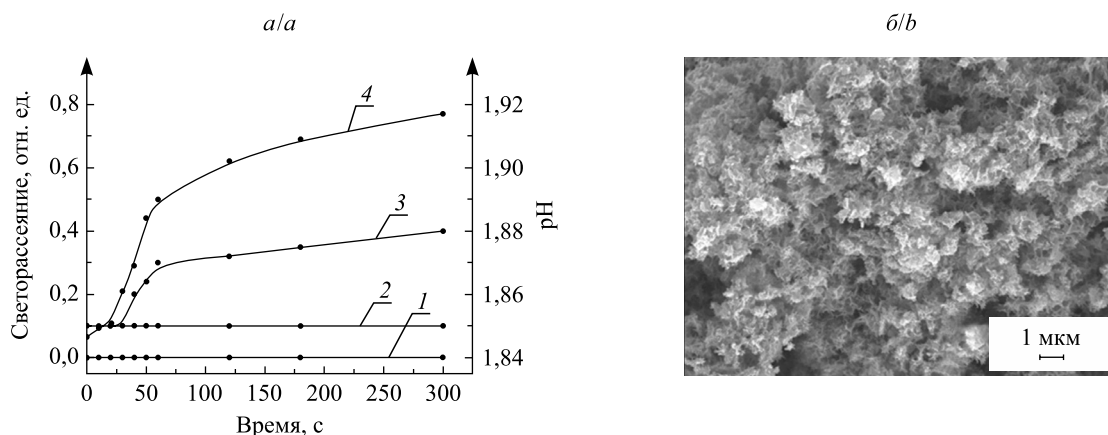 а/a
Светорассеяние, отн. ед.
0,8
0,6
0,4
0,2
0,0
4
3
2
1
1,92
1,90
1,88
1,86
1,84
pH
0 50 100 150 200 250 300
Время, с
б/b
1 мкм